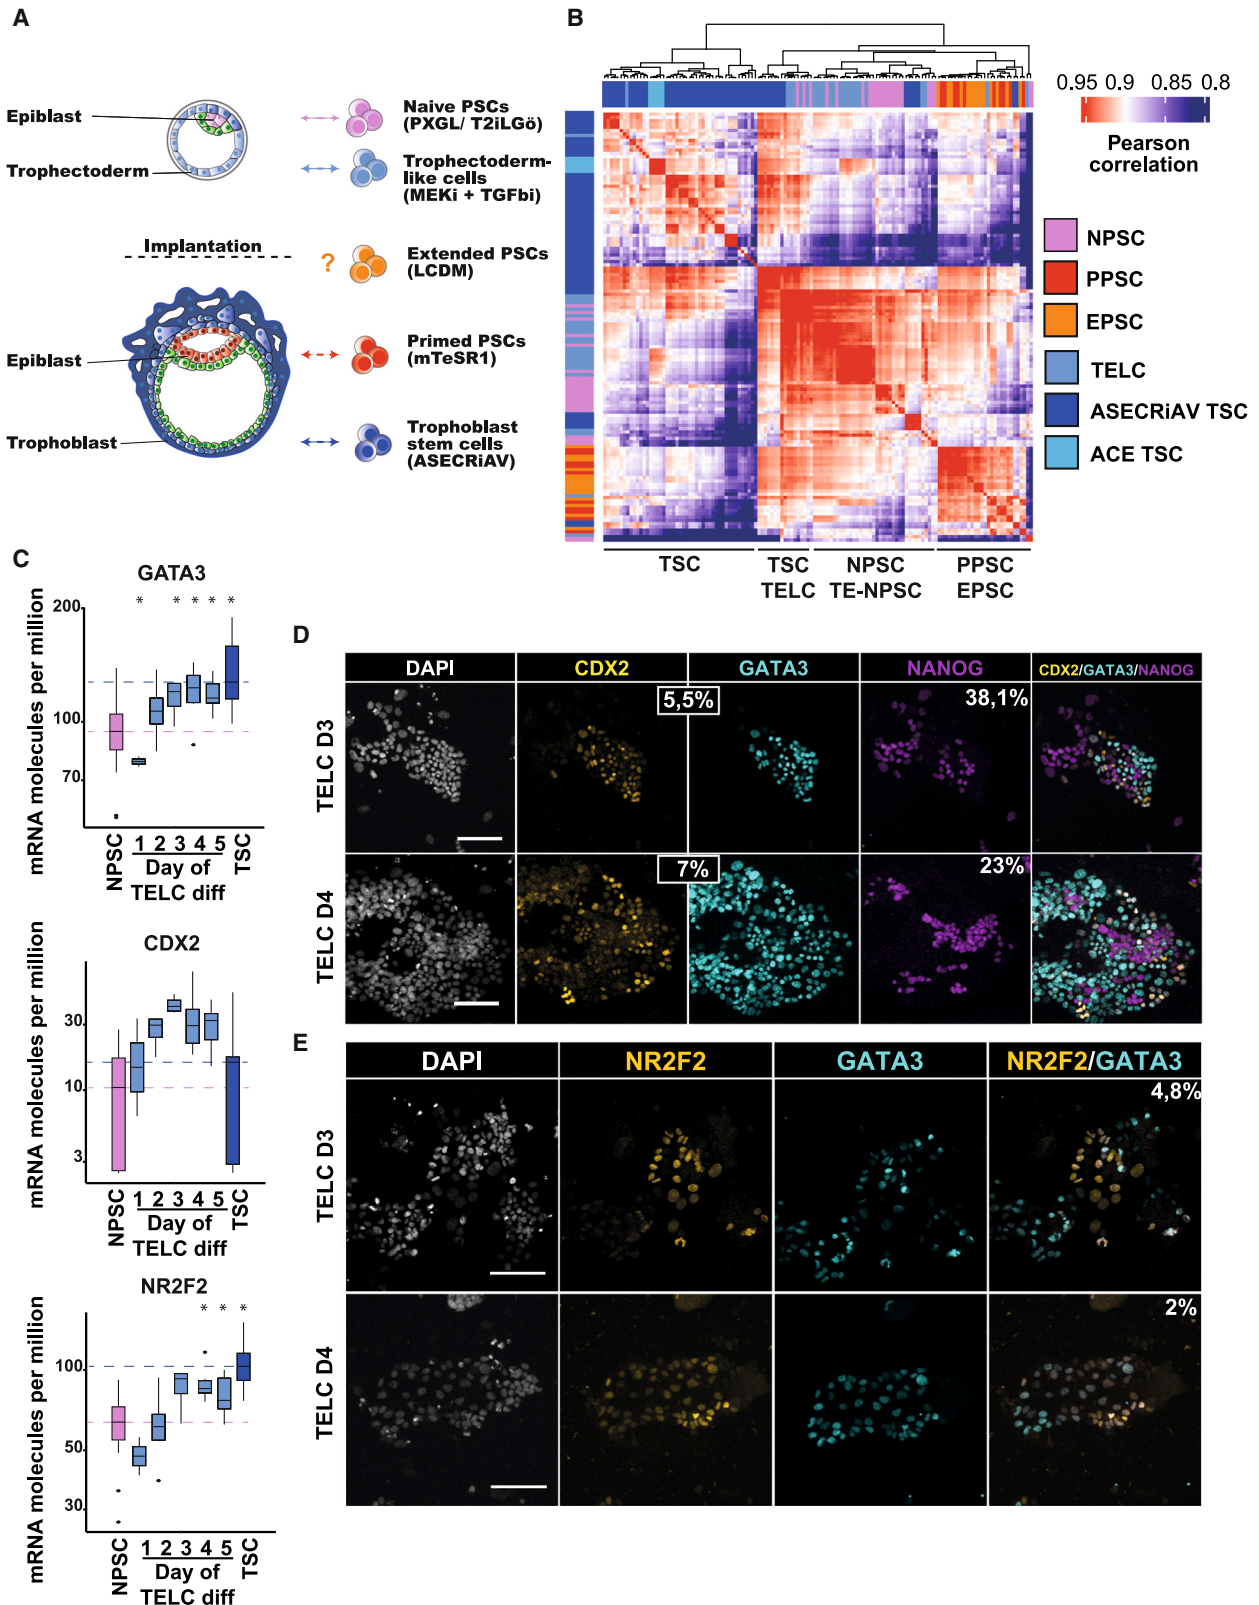 A
Epiblast
Trophectoderm
Naive PSCs
(PXGL/ T2iLGö)
Trophectoderm-
like cells
(MEKi + TGFbi)
Implantation
?
Extended PSCs
(LCDM)
Epiblast
Primed PSCs
(mTeSR1)
Trophoblast
Trophoblast
stem cells
(ASECRiAV)
B
0.95 0.9 0.85 0.8
Pearson
correlation
NPSC
PPSC
EPSC
TELC
ASECRiAV TSC
ACE TSC
TSC
TSC
TELC
NPSC
TE-NPSC
PPSC
EPSC
C
GATA3
mRNA molecules per million
200
100
70
* * * * *
NPSC
1 2 3 4 5
Day of
TELC diff
TSC
CDX2
mRNA molecules per million
30
10
3
NPSC
1 2 3 4 5
Day of
TELC diff
TSC
NR2F2
mRNA molecules per million
* * *
100
50
30
NPSC
1 2 3 4 5
Day of
TELC diff
TSC
D
DAPI CDX2 GATA3 NANOG CDX2/GATA3/NANOG
TELC D3
5,5%
38,1%
TELC D4
7%
23%
E
DAPI NR2F2 GATA3 NR2F2/GATA3
TELC D3
4,8%
TELC D4
2%